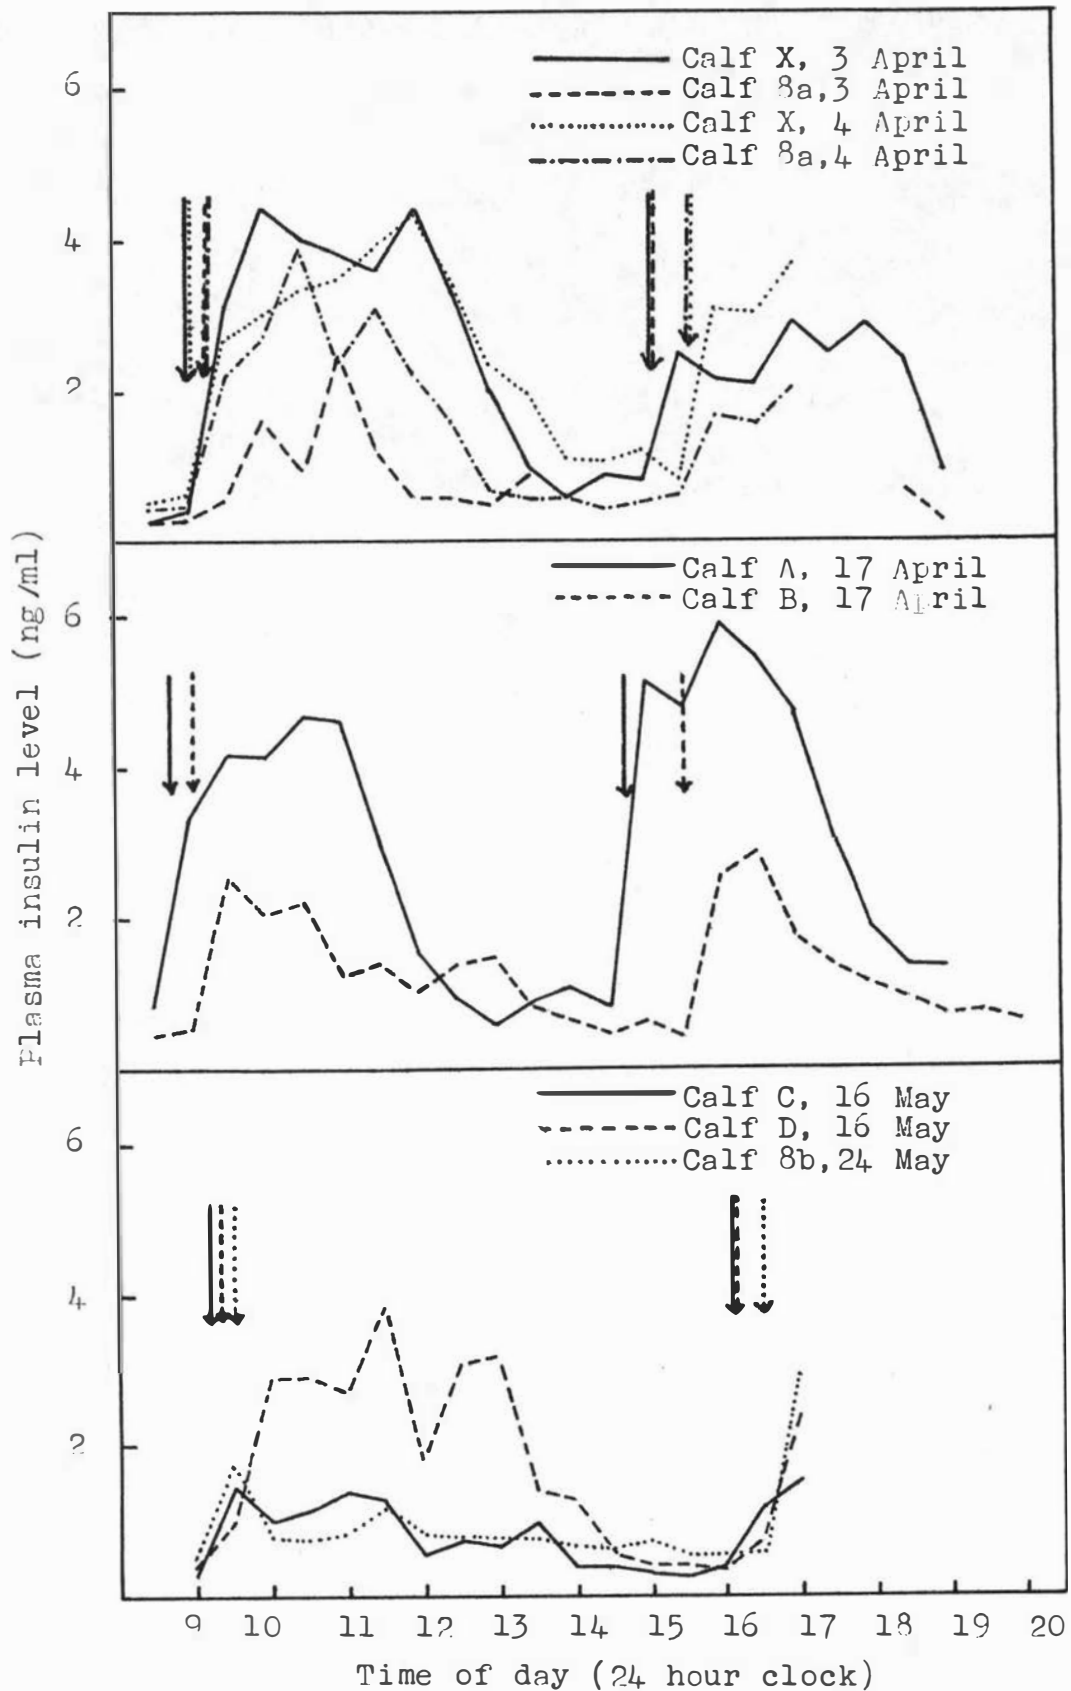 Calf X, 3 April
Calf 8a,3 April
Calf X, 4 April
Calf 8a,4 April
6
4
2
Calf A, 17 April
Calf B, 17 April
6
4
2
Plasma insulin level (ng/ml)
Calf C, 16 May
Calf D, 16 May
Calf 8b,24 May
6
4
2
9 10 11 12 13 14 15 16 17 18 19 20
Time of day (24 hour clock)